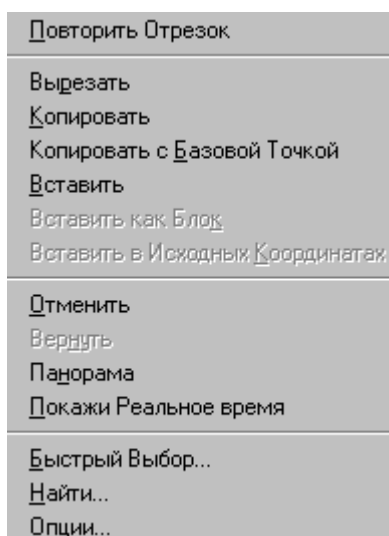 Повторить Отрезок
Вырезать
Копировать
Копировать с Базовой Точкой
Вставить
Вставить как Блок
Вставить в Исходных Координатах
Отменить
Вернуть
Панорама
Покажи Реальное время
Быстрый Выбор...
Найти...
Опции...